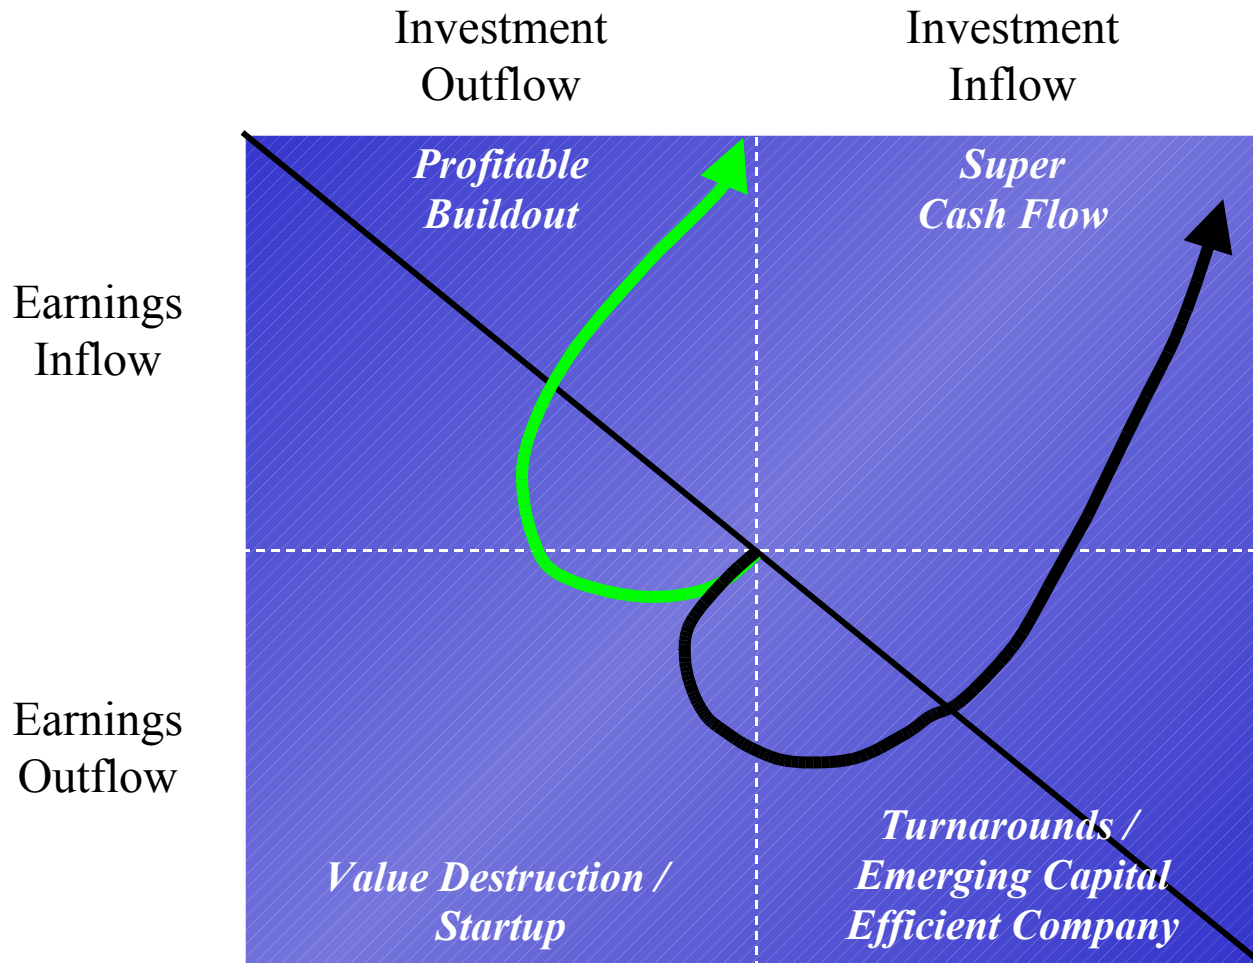 Investment
Outflow
Investment
Inflow
Profitable
Buildout
Super
Cash Flow
Earnings
Inflow
Earnings
Outflow
Value Destruction /
Startup
Turnarounds /
Emerging Capital
Efficient Company